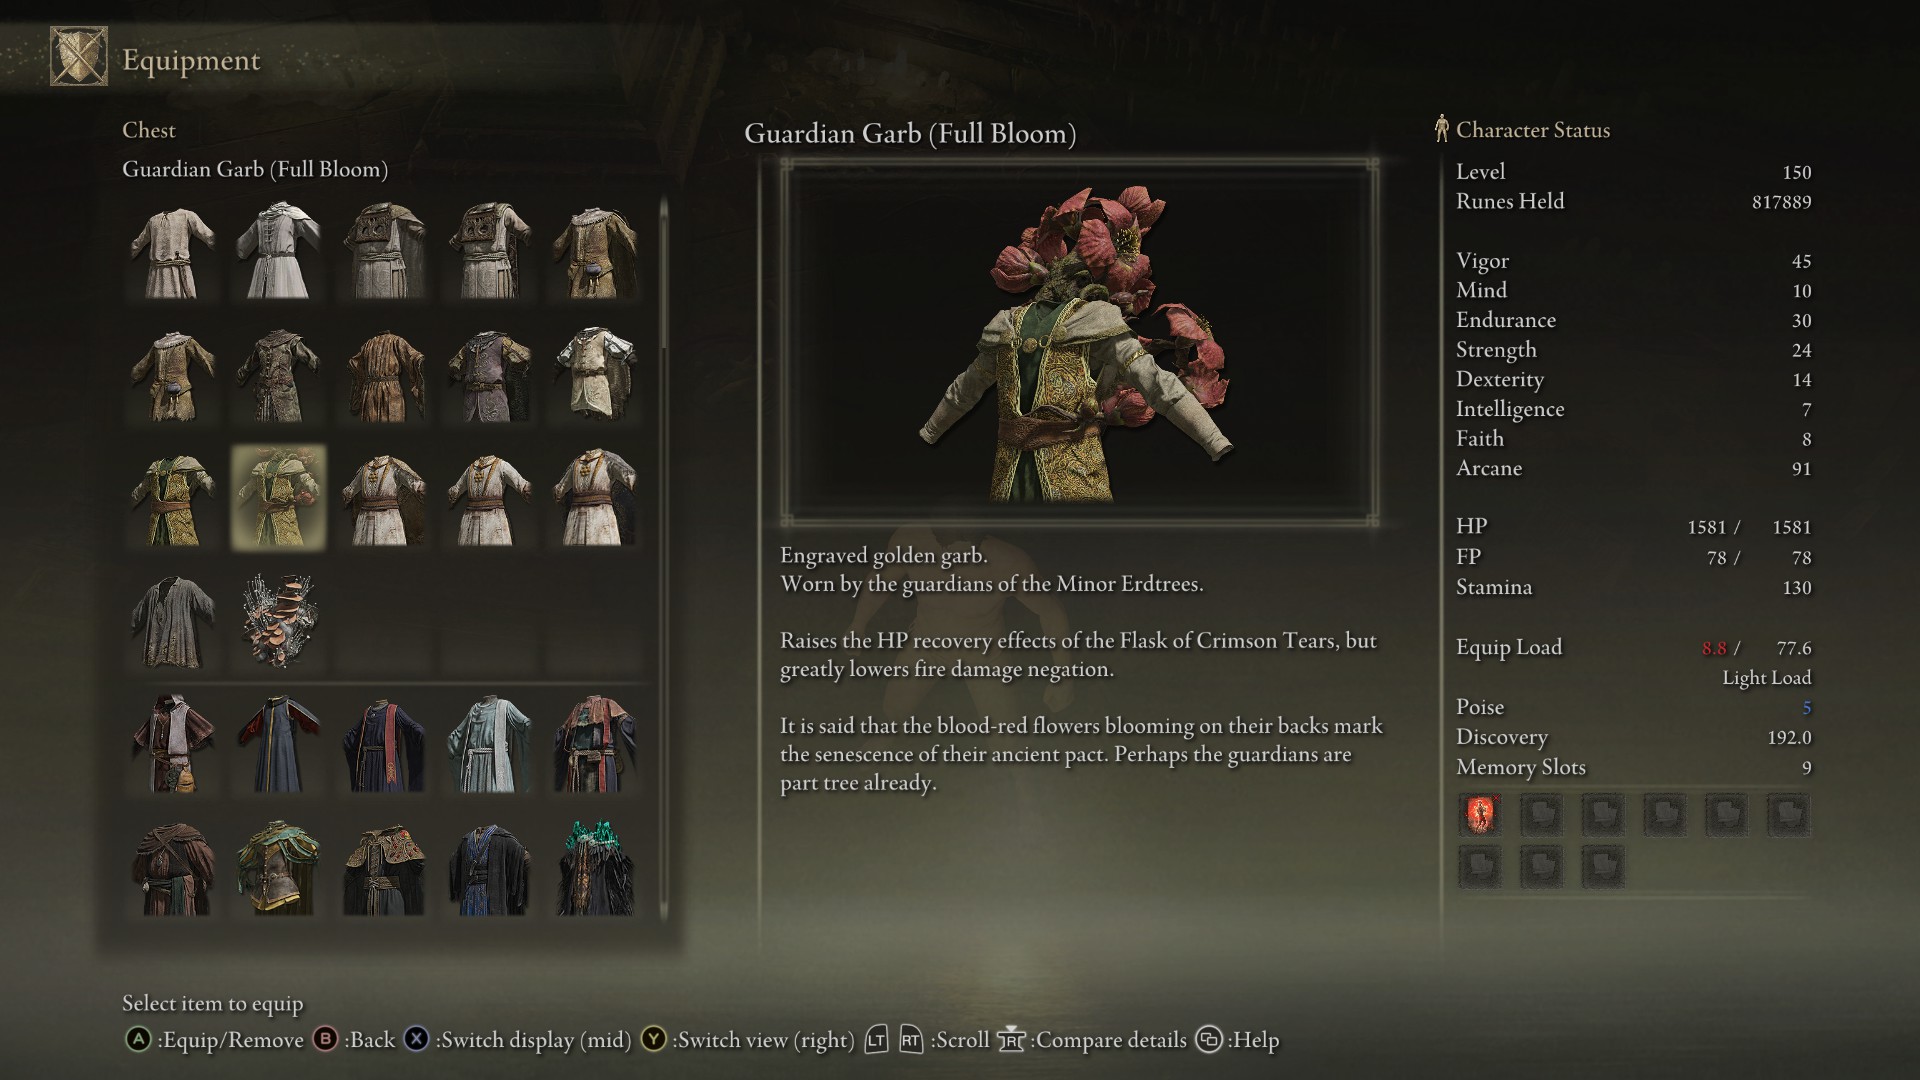 Equipment
Chest
Guardian Garb (Full Bloom)
Guardian Garb (Full Bloom)
Engraved golden garb.
Worn by the guardians of the Minor Erdtrees.
Raises the HP recovery effects of the Flask of Crimson Tears, but
greatly lowers fire damage negation.
It is said that the blood-red flowers blooming on their backs mark
the senescence of their ancient pact. Perhaps the guardians are
part tree already.
Character Status
Level 150
Runes Held 817889
Vigor 45
Mind 10
Endurance 30
Strength 24
Dexterity 14
Intelligence 7
Faith 8
Arcane 91
HP 1581 / 1581
FP 78 / 78
Stamina 130
Equip Load 8.8 / 77.6
Light Load
Poise 5
Discovery 192.0
Memory Slots 9
Select item to equip
A :Equip/Remove B :Back X :Switch display (mid) Y :Switch view (right) LT RT :Scroll R :Compare details :Help